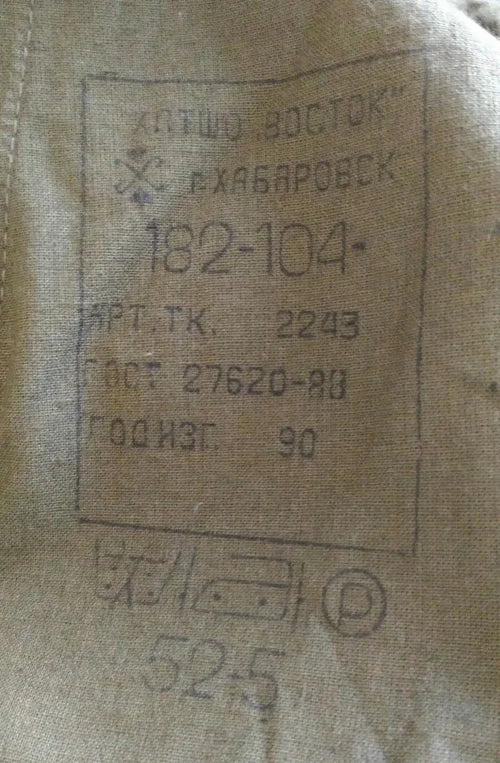 ХПТШО „ВОСТОК"
г.ХАБАРОВСК
182-104-
АРТ. ТК. 2243
ГОСТ 27620-88
ГОД ИЗГ. 90
P
52-5